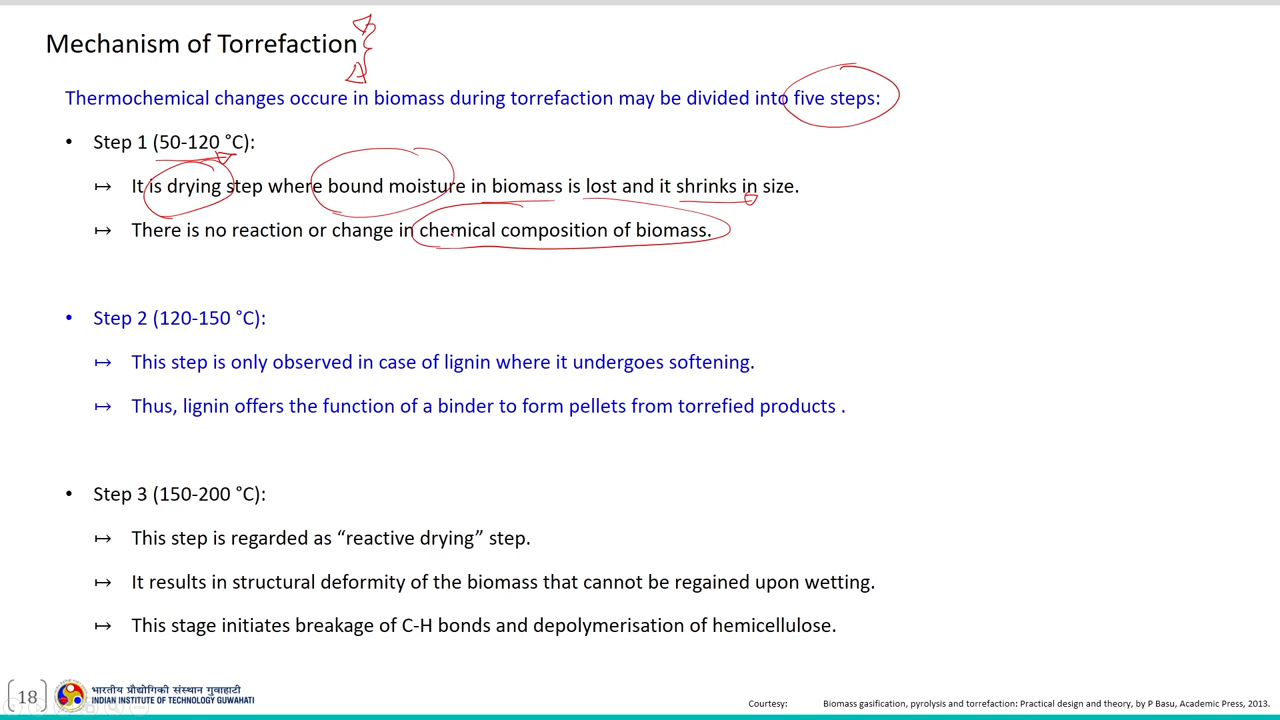 Mechanism of Torrefaction
Thermochemical changes occure in biomass during torrefaction may be divided into five steps:
• Step 1 (50-120 °C):
↦ It is drying step where bound moisture in biomass is lost and it shrinks in size.
↦ There is no reaction or change in chemical composition of biomass.
• Step 2 (120-150 °C):
↦ This step is only observed in case of lignin where it undergoes softening.
↦ Thus, lignin offers the function of a binder to form pellets from torrefied products .
• Step 3 (150-200 °C):
↦ This step is regarded as “reactive drying” step.
↦ It results in structural deformity of the biomass that cannot be regained upon wetting.
↦ This stage initiates breakage of C-H bonds and depolymerisation of hemicellulose.
18
भारतीय प्रौद्योगिकी संस्थान गुवाहाटी
INDIAN INSTITUTE OF TECHNOLOGY GUWAHATI
Courtesy: Biomass gasification, pyrolysis and torrefaction: Practical design and theory, by P Basu, Academic Press, 2013.